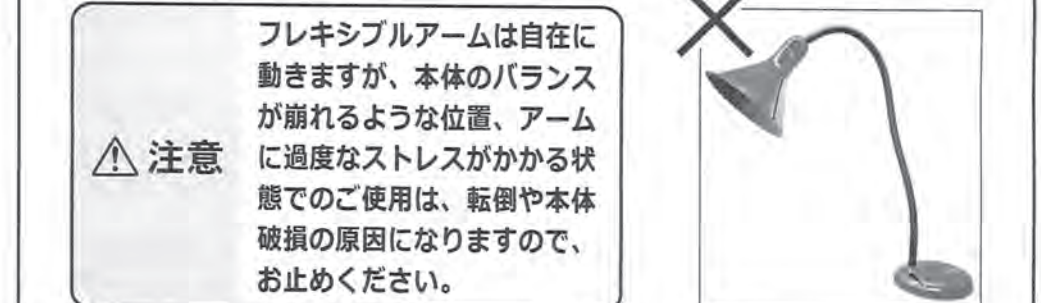 ⚠ 注意
フレキシブルアームは自在に
動きますが、本体のバランス
が崩れるような位置、アーム
に過度なストレスがかかる状
態でのご使用は、転倒や本体
破損の原因になりますので、
お止めください。